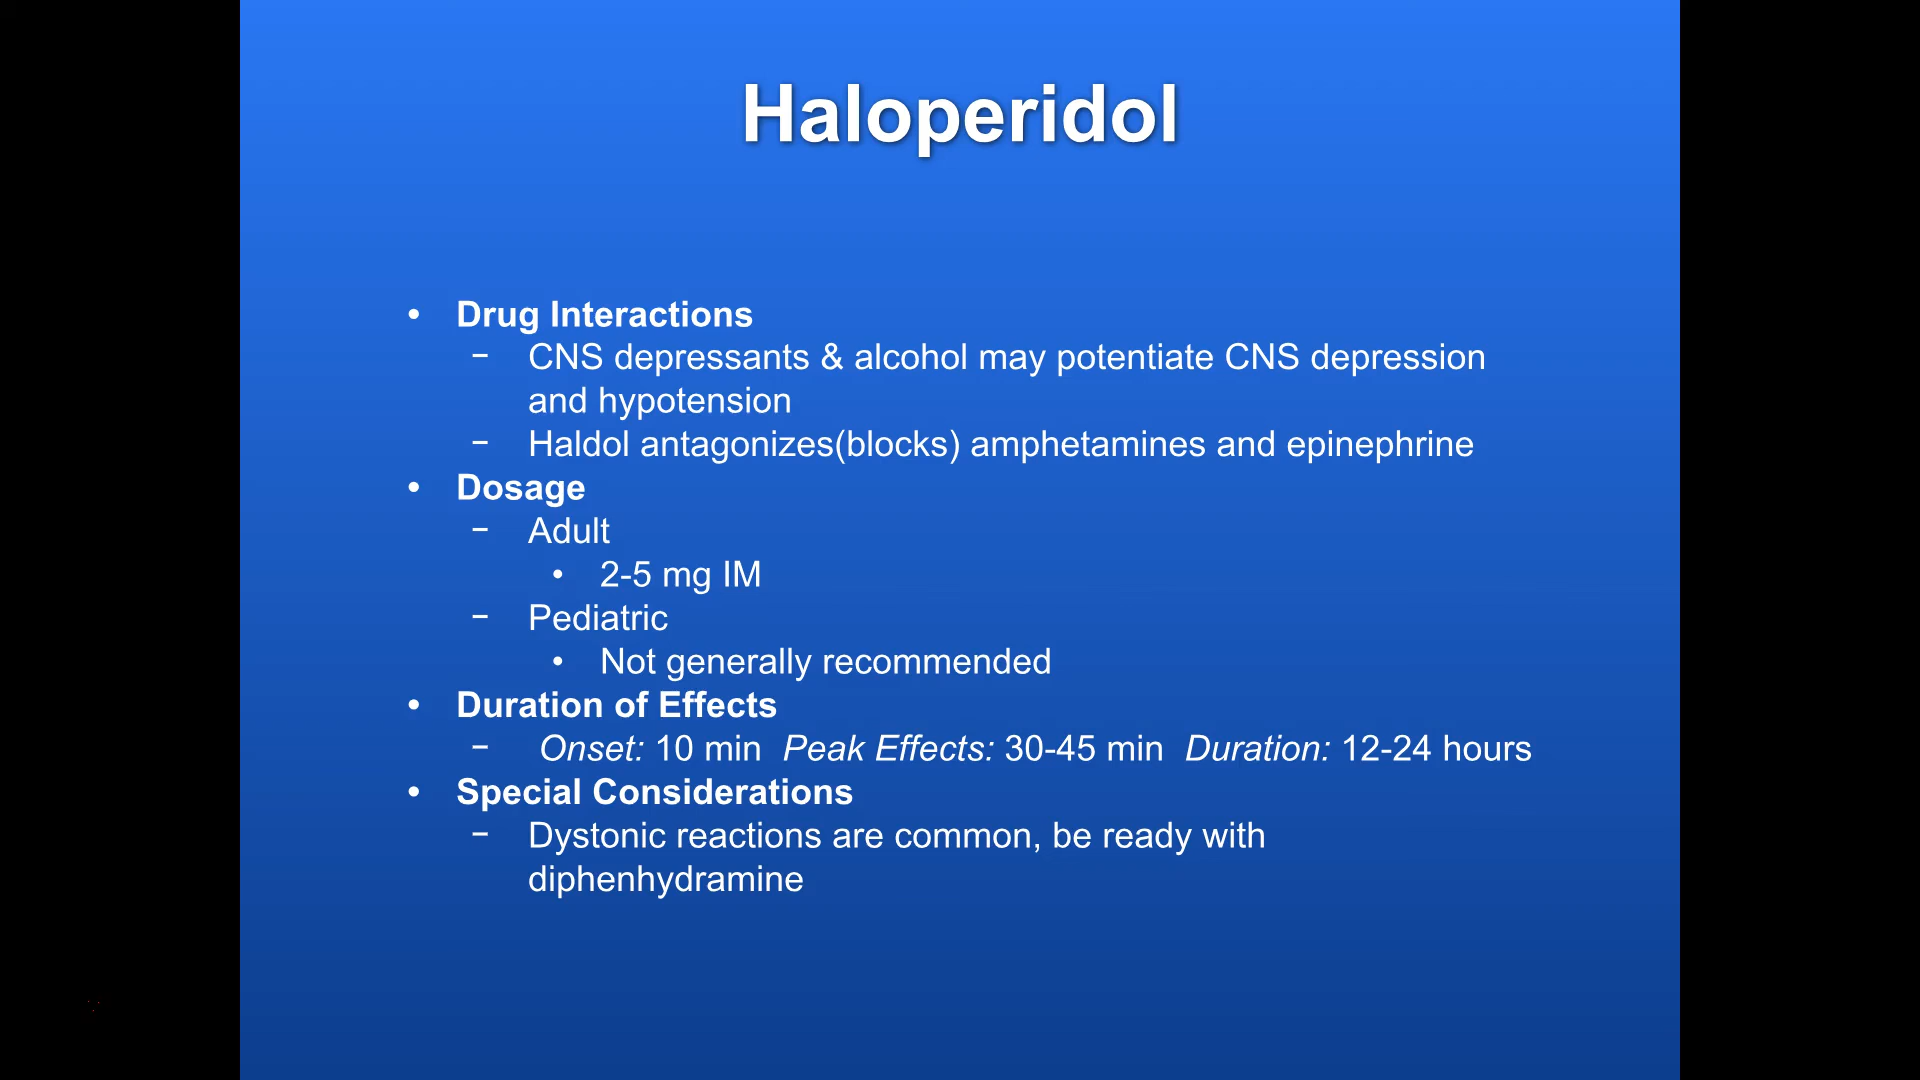 Haloperidol
• Drug Interactions
– CNS depressants & alcohol may potentiate CNS depression
and hypotension
– Haldol antagonizes(blocks) amphetamines and epinephrine
• Dosage
– Adult
• 2-5 mg IM
– Pediatric
• Not generally recommended
• Duration of Effects
– Onset: 10 min  Peak Effects: 30-45 min  Duration: 12-24 hours
• Special Considerations
– Dystonic reactions are common, be ready with
diphenhydramine